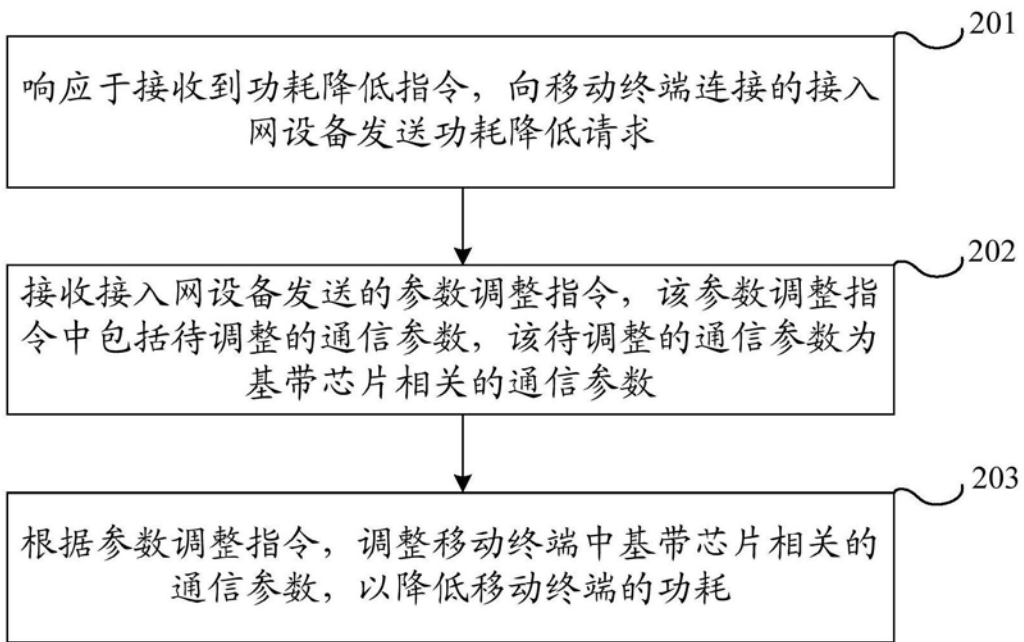 201
响应于接收到功耗降低指令，向移动终端连接的接入
网设备发送功耗降低请求
202
接收接入网设备发送的参数调整指令，该参数调整指
令中包括待调整的通信参数，该待调整的通信参数为
基带芯片相关的通信参数
203
根据参数调整指令，调整移动终端中基带芯片相关的
通信参数，以降低移动终端的功耗